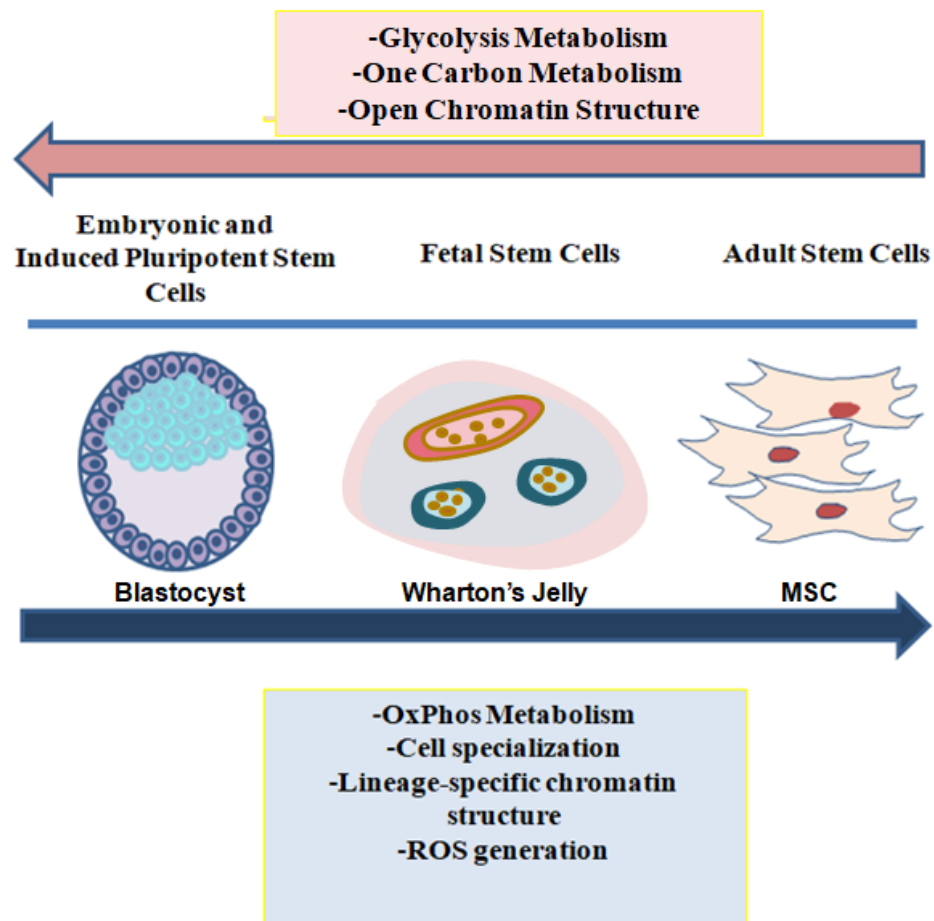 -Glycolysis Metabolism
-One Carbon Metabolism
-Open Chromatin Structure
Embryonic and
Induced Pluripotent Stem
Cells
Fetal Stem Cells
Adult Stem Cells
Blastocyst
Wharton's Jelly
MSC
-OxPhos Metabolism
-Cell specialization
-Lineage-specific chromatin
structure
-ROS generation